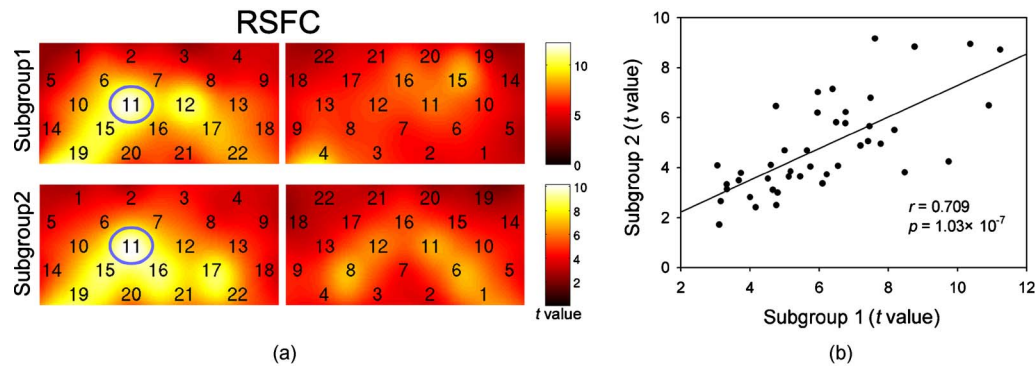 RSFC
Subgroup1
1 2 3 4
5 6 7 8 9
10 11 12 13
14 15 16 17 18
19 20 21 22
22 21 20 19
18 17 16 15 14
13 12 11 10
9 8 7 6 5
4 3 2 1
10
5
0
Subgroup2
1 2 3 4
5 6 7 8 9
10 11 12 13
14 15 16 17 18
19 20 21 22
22 21 20 19
18 17 16 15 14
13 12 11 10
9 8 7 6 5
4 3 2 1
10
8
6
4
2
0
t value
(a)
10
8
6
4
2
0
Subgroup 2 (t value)
r = 0.709
p = 1.03× 10⁻⁷
2 4 6 8 10 12
Subgroup 1 (t value)
(b)